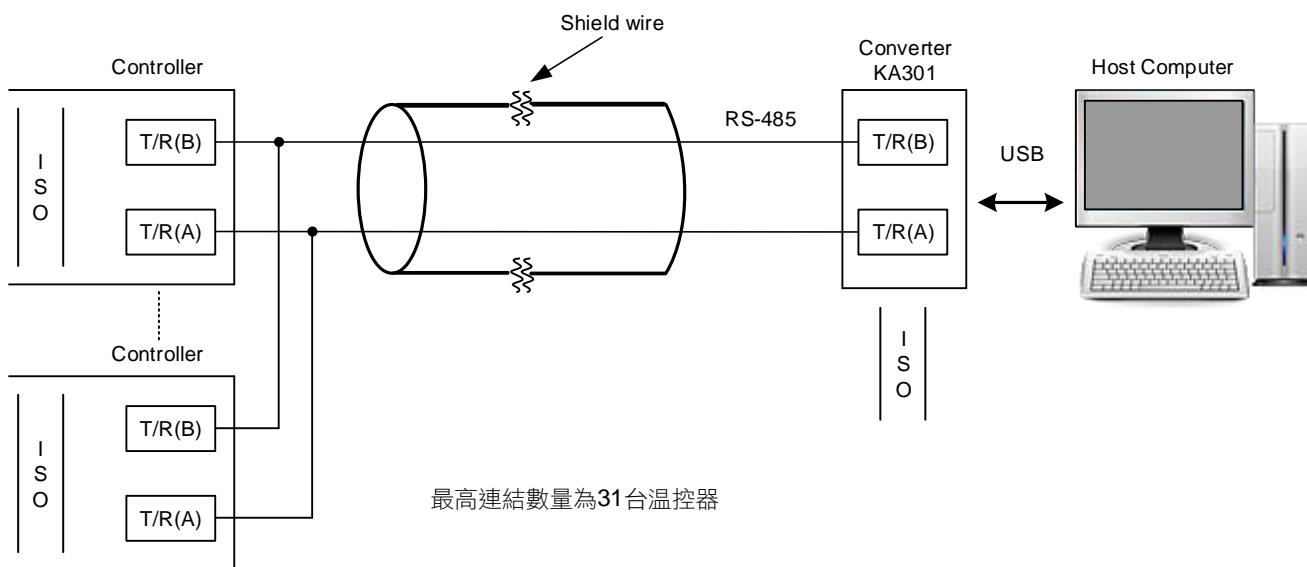 Shield wire
Controller
Converter
KA301
Host Computer
I
S
O
T/R(B)
T/R(A)
RS-485
T/R(B)
T/R(A)
USB
I
S
O
Controller
I
S
O
T/R(B)
T/R(A)
最高連結數量為31台温控器